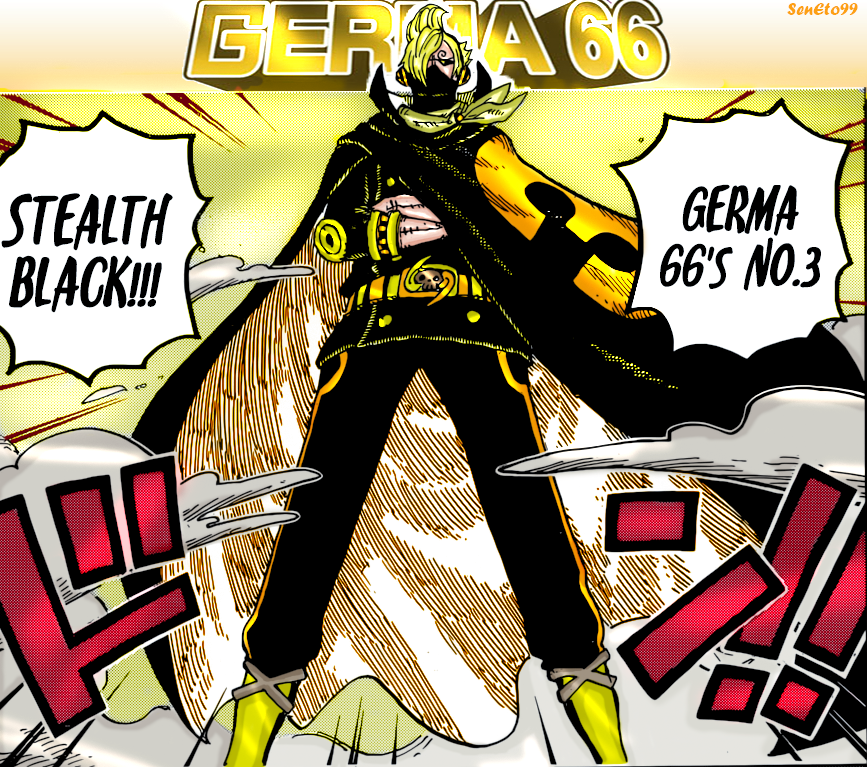 SenEto99
GERMA 66
GERMA
66'S NO.3
STEALTH
BLACK!!!
ドン!!